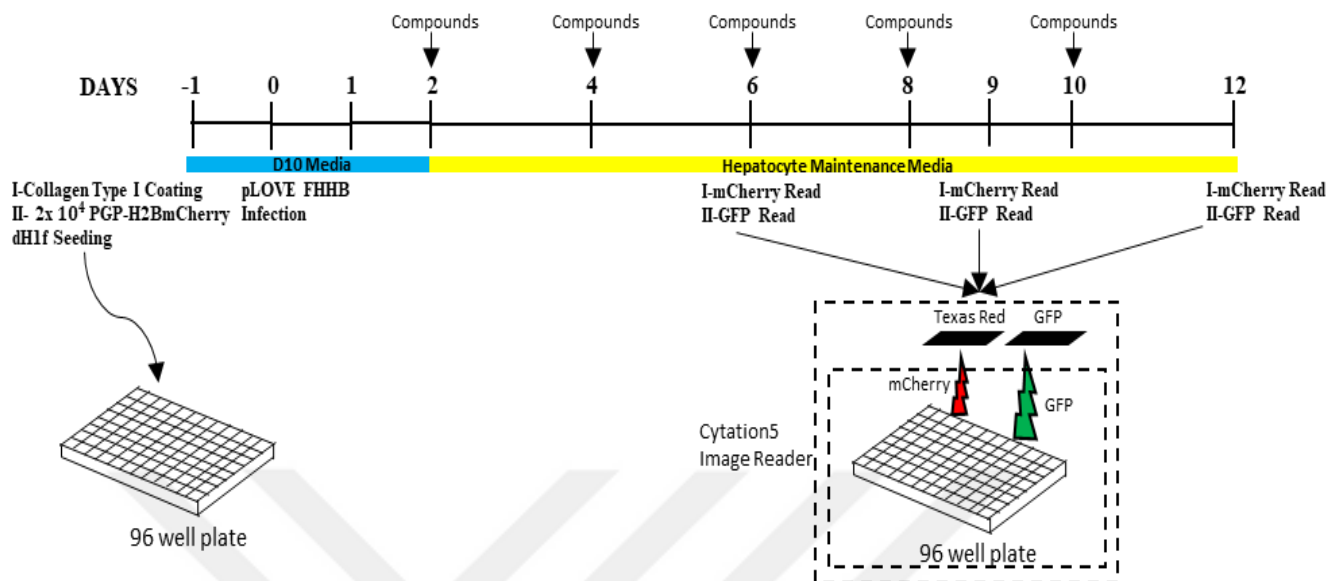 Compounds Compounds Compounds Compounds Compounds
DAYS -1 0 1 2 4 6 8 9 10 12
D10 Media Hepatocyte Maintenance Media
I-Collagen Type I Coating
II- 2x 10⁴ PGP-H2BmCherry
dH1f Seeding
pLOVE FHHB
Infection
I-mCherry Read
II-GFP Read
I-mCherry Read
II-GFP Read
I-mCherry Read
II-GFP Read
Texas Red GFP
mCherry
GFP
Cytation5
Image Reader
96 well plate
96 well plate